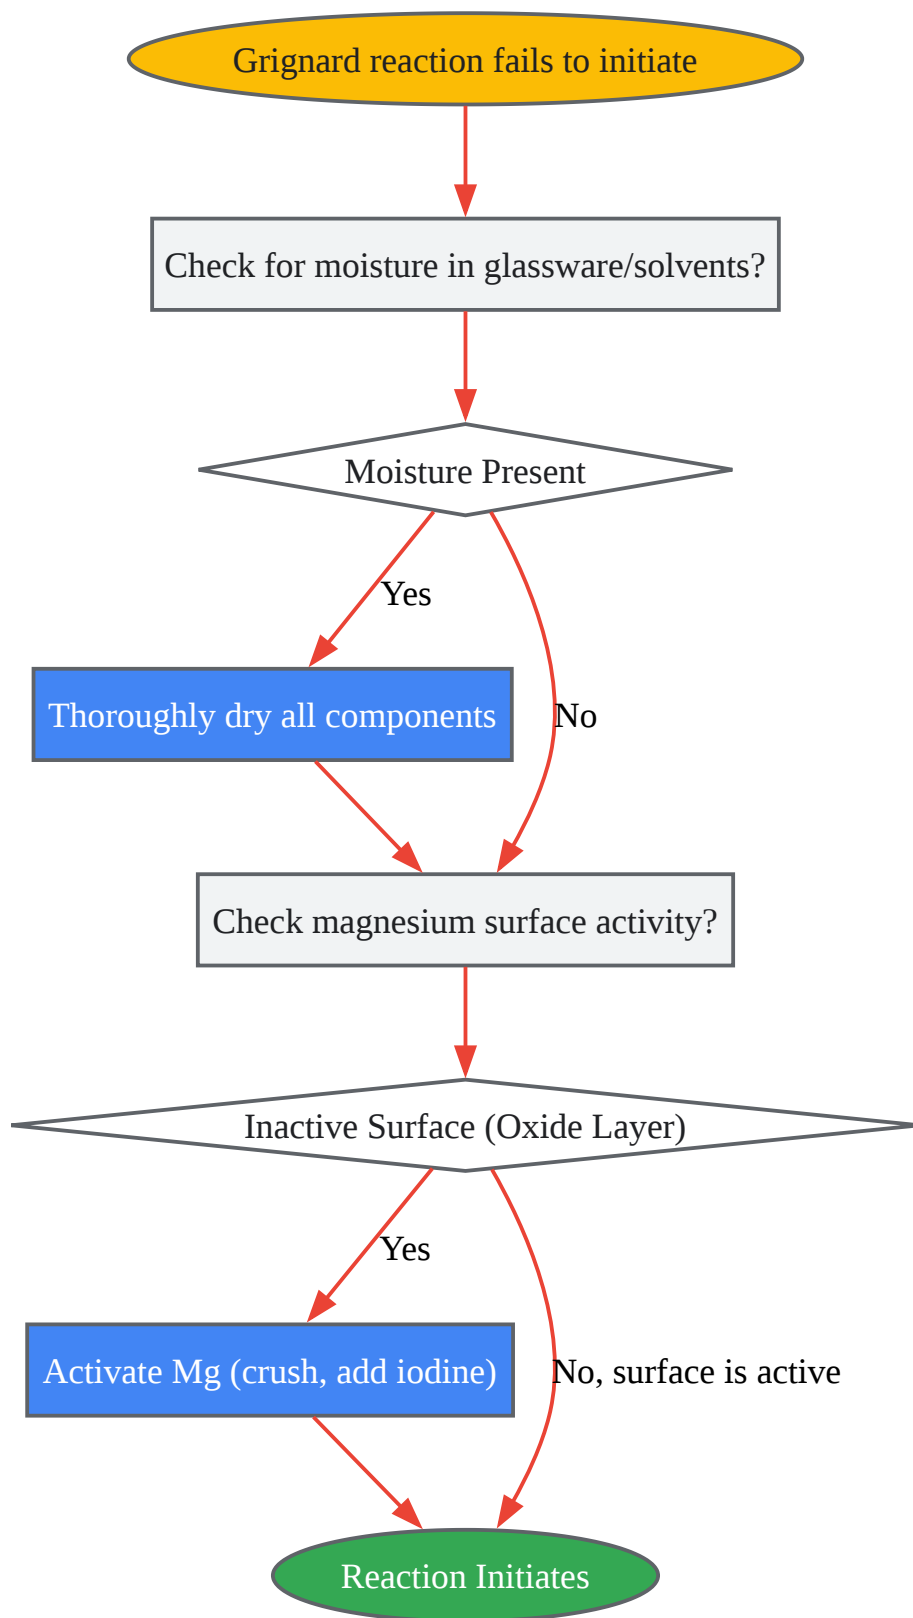 Grignard reaction fails to initiate
Check for moisture in glassware/solvents?
Moisture Present
Yes
Thoroughly dry all components
No
Check magnesium surface activity?
Inactive Surface (Oxide Layer)
Yes
Activate Mg (crush, add iodine)
No, surface is active
Reaction Initiates